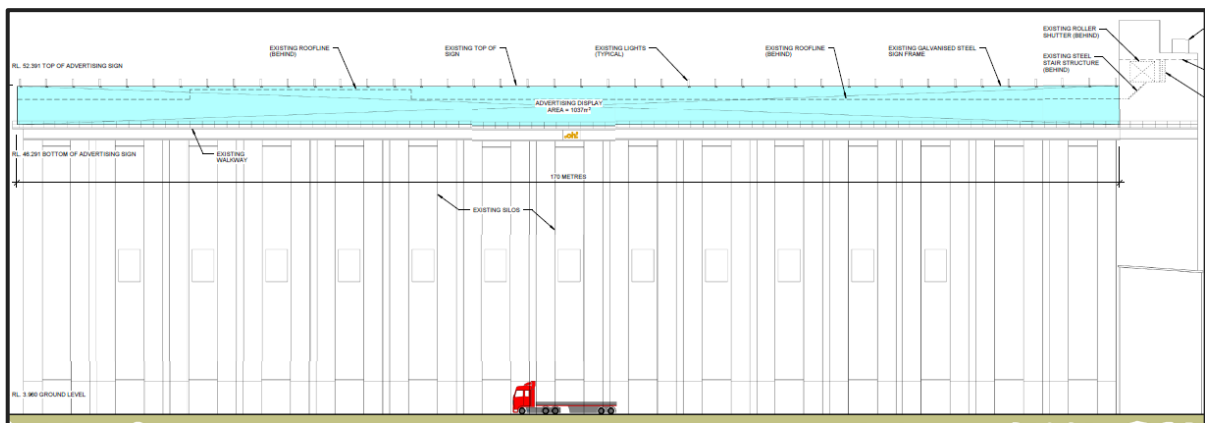 EXISTING ROLLER
SHUTTER (BEHIND)
EXISTING ROOFLINE
(BEHIND)
EXISTING TOP OF
SIGN
EXISTING LIGHTS
(TYPICAL)
EXISTING ROOFLINE
(BEHIND)
EXISTING GALVANISED STEEL
SIGN FRAME
EXISTING STEEL
STAIR STRUCTURE
(BEHIND)
RL. 52.391 TOP OF ADVERTISING SIGN
ADVERTISING DISPLAY
AREA = 1037m²
oh!
RL. 46.291 BOTTOM OF ADVERTISING SIGN
EXISTING
WALKWAY
170 METRES
EXISTING SILOS
RL. 3.960 GROUND LEVEL